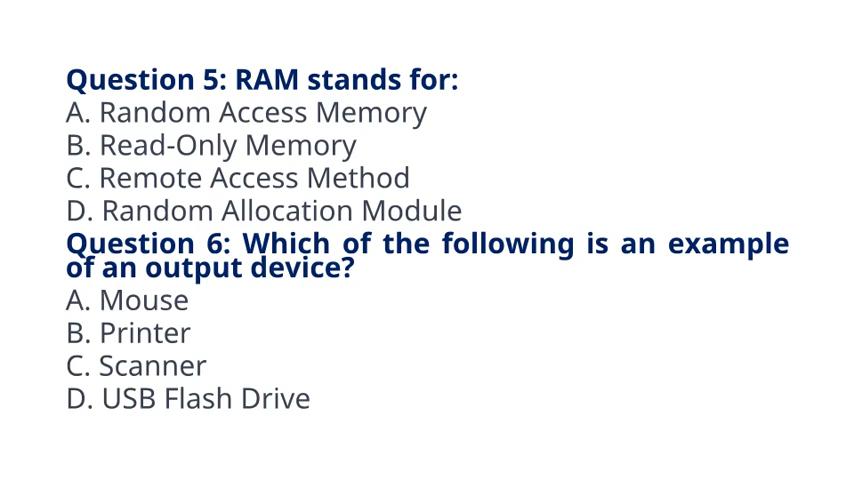 Question 5: RAM stands for:
A. Random Access Memory
B. Read-Only Memory
C. Remote Access Method
D. Random Allocation Module
Question 6: Which of the following is an example
of an output device?
A. Mouse
B. Printer
C. Scanner
D. USB Flash Drive